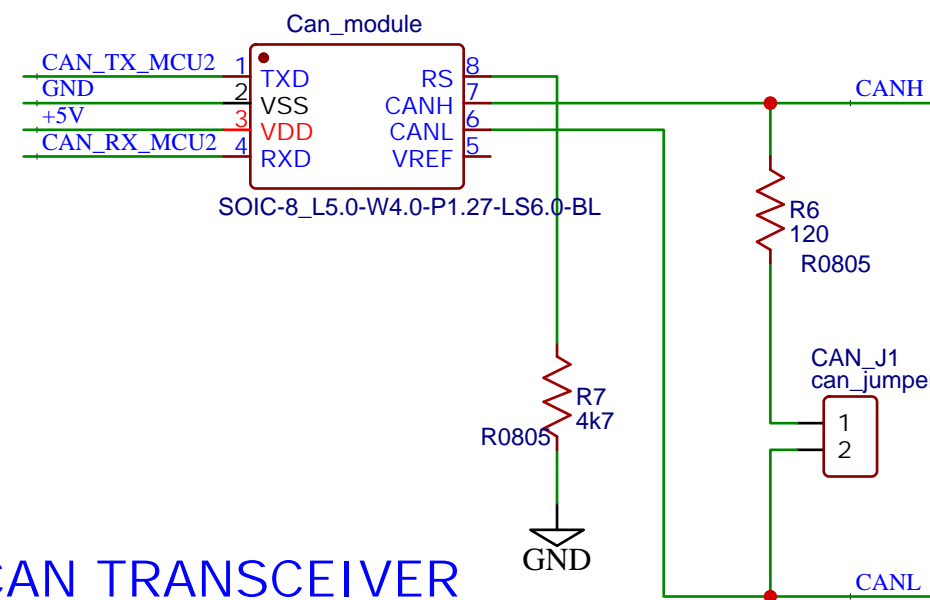 Can_module
CAN_TX_MCU2 1 TXD RS 8
GND 2 VSS CANH 7 CANH
+5V 3 VDD CANL 6
CAN_RX_MCU2 4 RXD VREF 5
SOIC-8_L5.0-W4.0-P1.27-LS6.0-BL
R6
120
R0805
CAN_J1
can_jumpe
1
2
R7
4k7
R0805
GND
CAN TRANSCEIVER
CANL